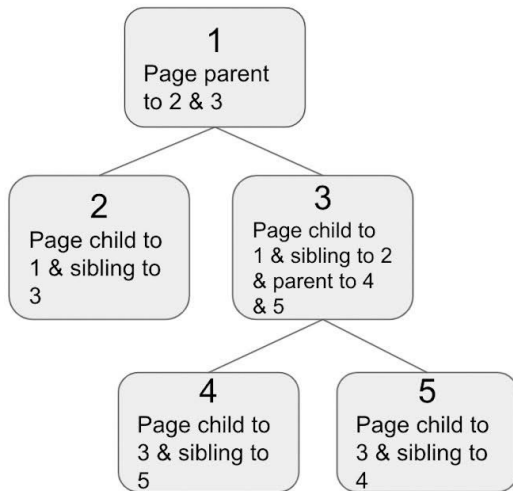 1
Page parent
to 2 & 3
2
Page child to
1 & sibling to
3
3
Page child to
1 & sibling to 2
& parent to 4
& 5
4
Page child to
3 & sibling to
5
5
Page child to
3 & sibling to
4